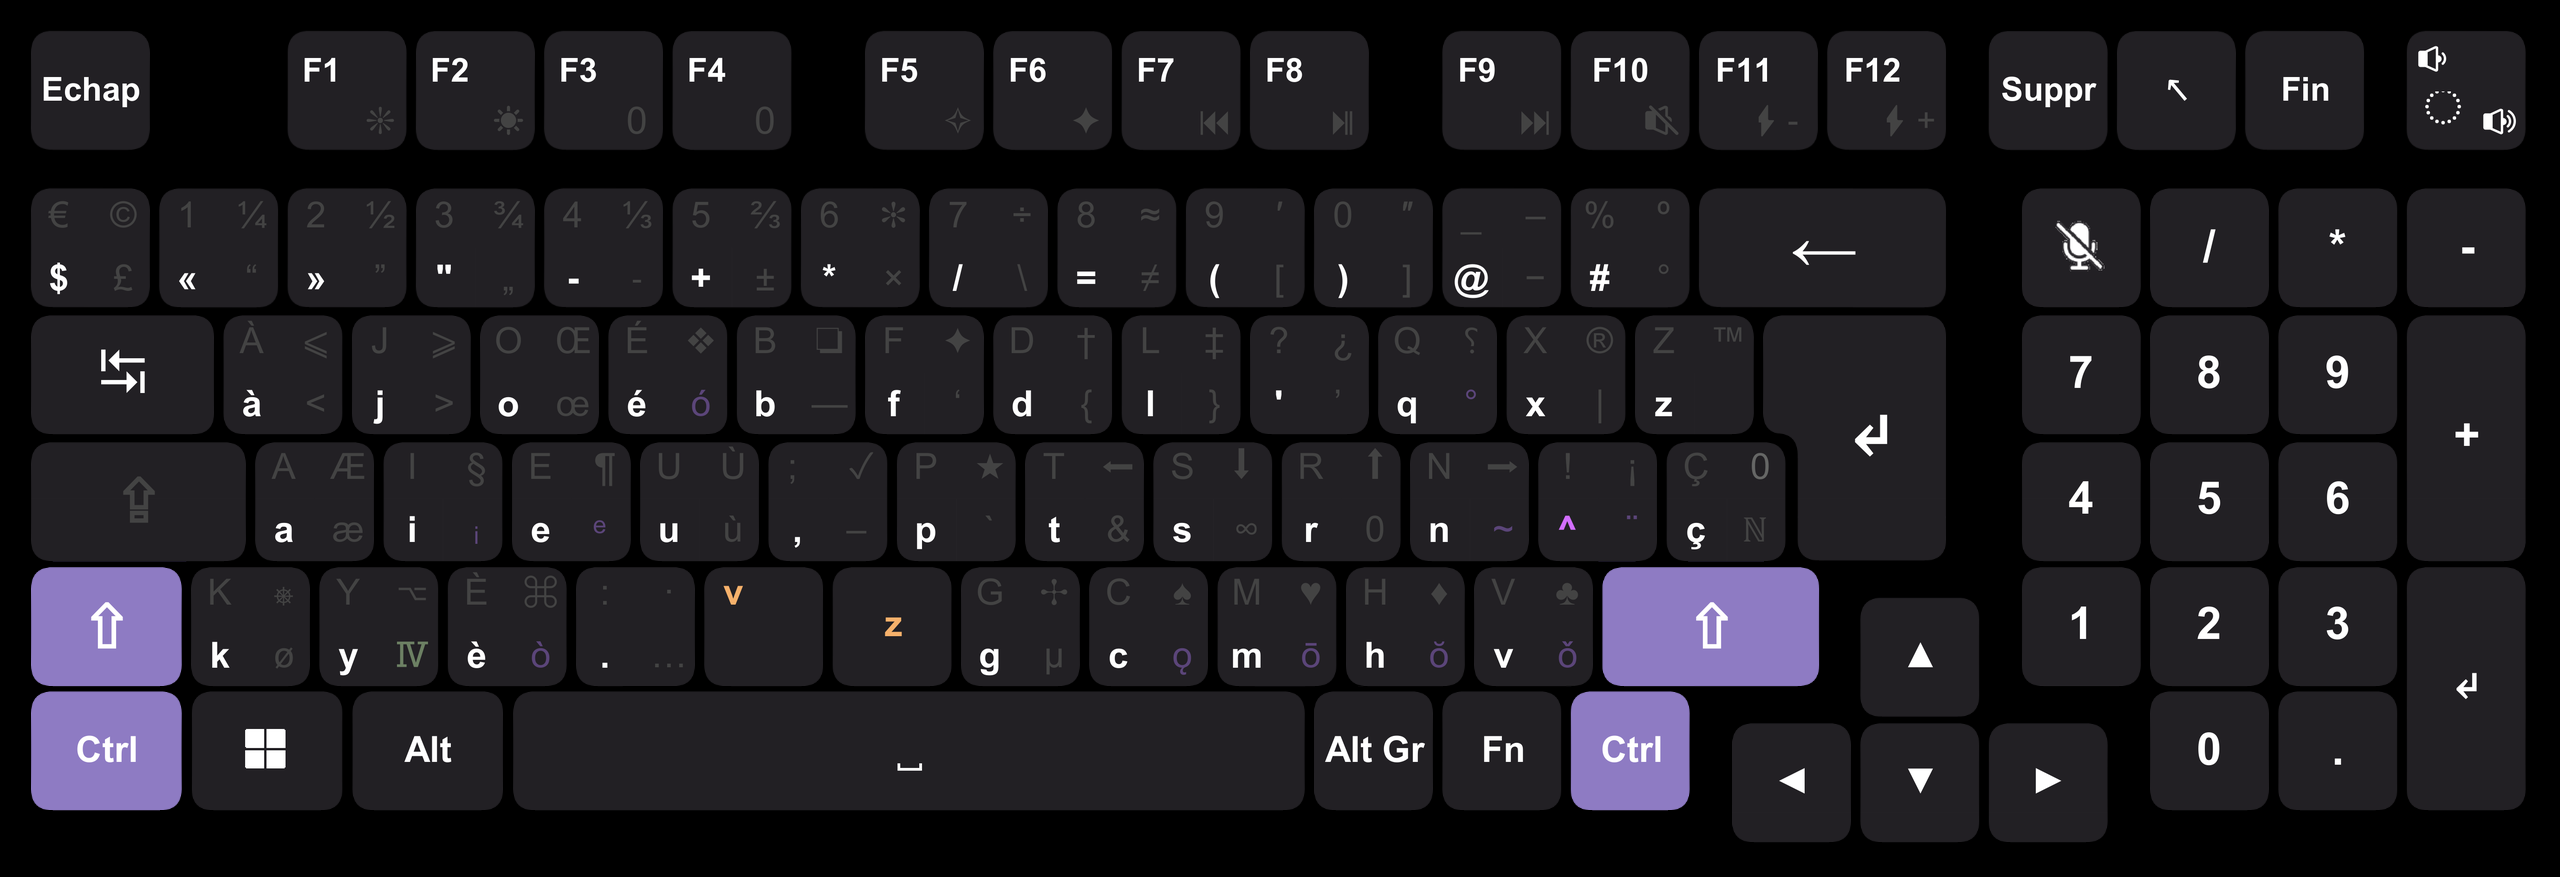 Echap F1 ☼ F2 ☀ F3 0 F4 0 F5 ✧ F6 ✦ F7 ⏮ F8 ⏯ F9 ⏭ F10 F11 - F12 + Suppr ↖ Fin
€ © 1 ¼ 2 ½ 3 ¾ 4 ⅓ 5 ⅔ 6 ✻ 7 ÷ 8 ≈ 9 ′ 0 ″ _ — % º
$ £ « “ » ” " „ - - + ± * × / \ = ≠ ( [ ) ] @ − # ° ← / * -
À ⩽ J ⩾ O Œ É ❖ B ❏ F ✦ D † L ‡ ? ¿ Q ⸮ X ® Z ™
à < j > o œ é ó b — f ‘ d { l } ' ’ q ° x | z ↲ 7 8 9 +
A Æ I § E ¶ U Ù ; ✓ P ★ T ← S ↓ R ↑ N → ! ¡ Ç 0
a æ i ᵢ e ᵉ u ù , – p ` t & s ∞ r 0 n ~ ^ ¨ ç ℕ 4 5 6
⇧ K ⎈ Y ⌥ È ⌘ : · v z G ✢ C ♠ M ♥ H ♦ V ♣ ⇧
k ø y Ⅳ è ò . … g µ c ǫ m ō h ŏ v ǒ ▲ 1 2 3 ↲
Ctrl Alt ⎵ Alt Gr Fn Ctrl ◄ ▼ ► 0 .